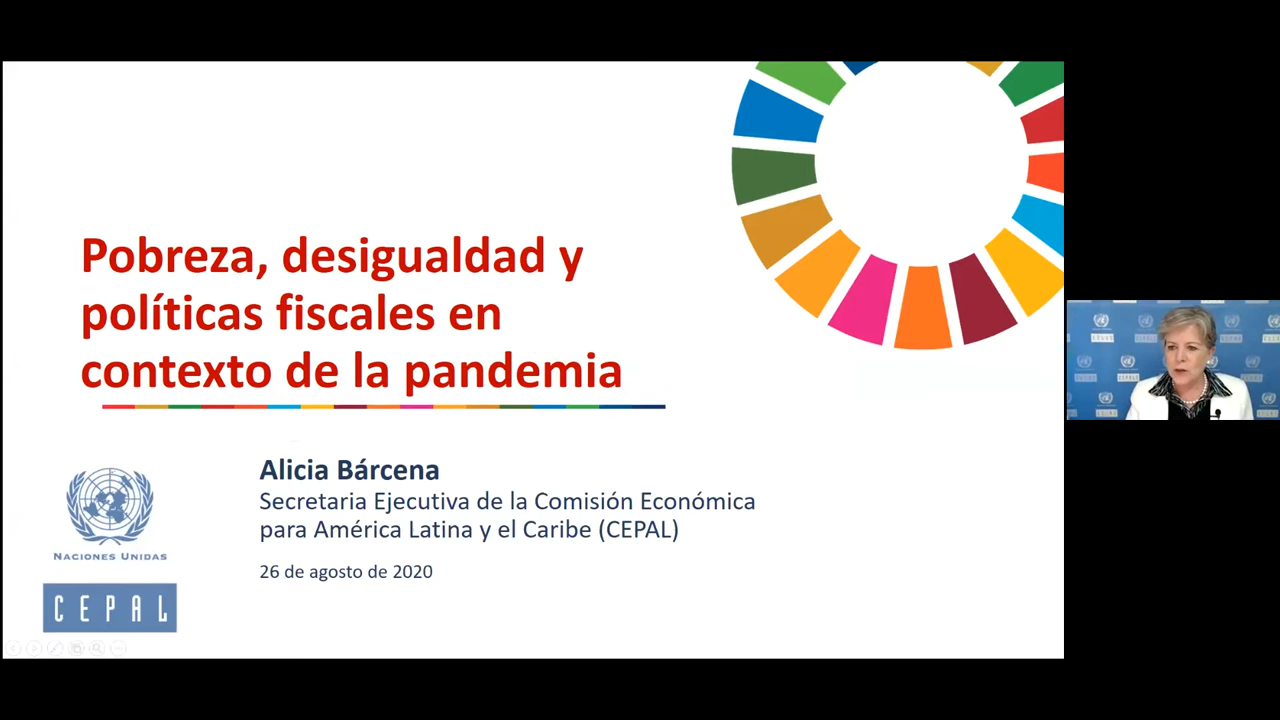 Pobreza, desigualdad y
políticas fiscales en
contexto de la pandemia
Alicia Bárcena
Secretaria Ejecutiva de la Comisión Económica
para América Latina y el Caribe (CEPAL)
26 de agosto de 2020
NACIONES UNIDAS
CEPAL